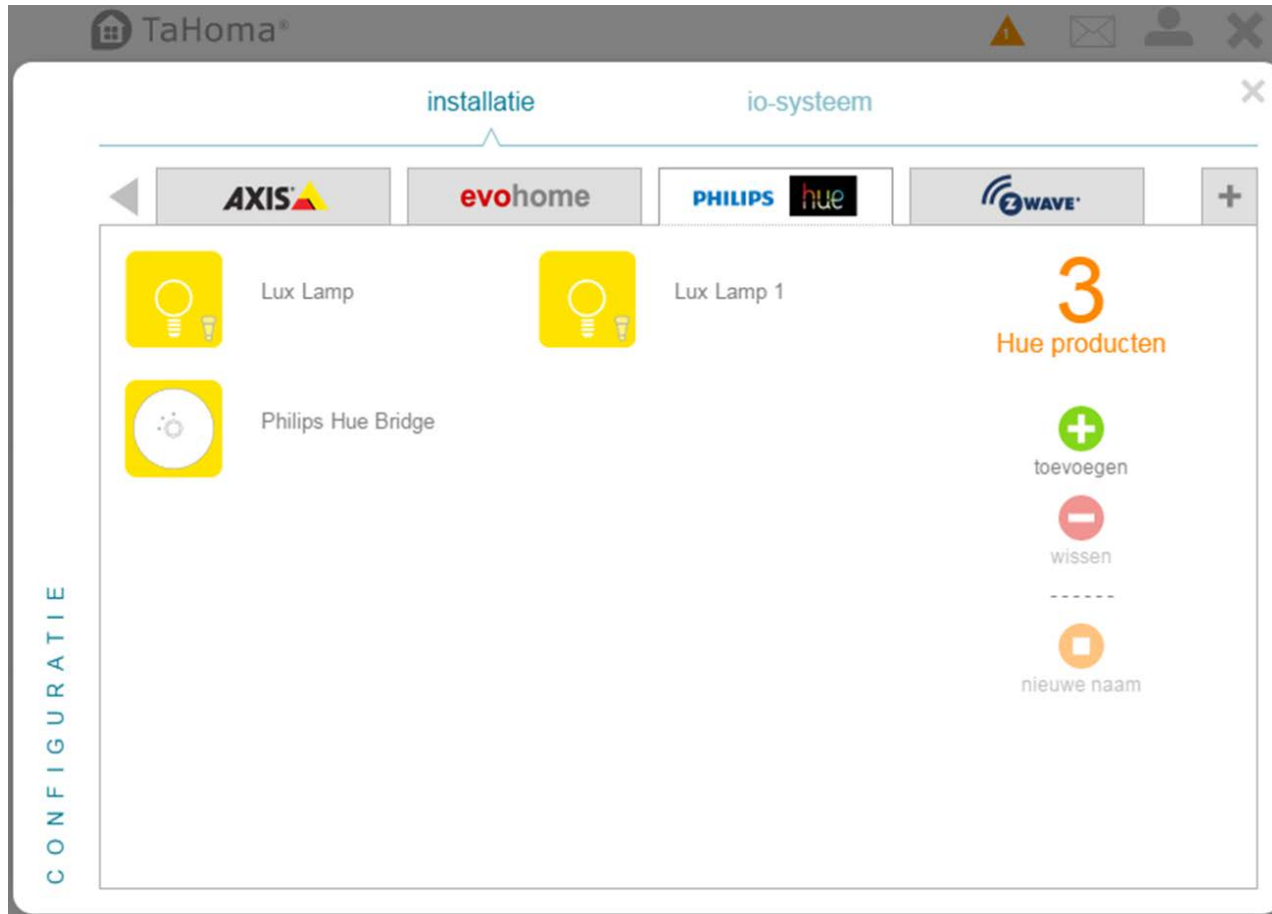 TaHoma®
1
installatie
io-systeem
AXIS
evohome
PHILIPS hue
Z WAVE
+
Lux Lamp
Lux Lamp 1
3
Hue producten
Philips Hue Bridge
toevoegen
wissen
------
nieuwe naam
CONFIGURATIE